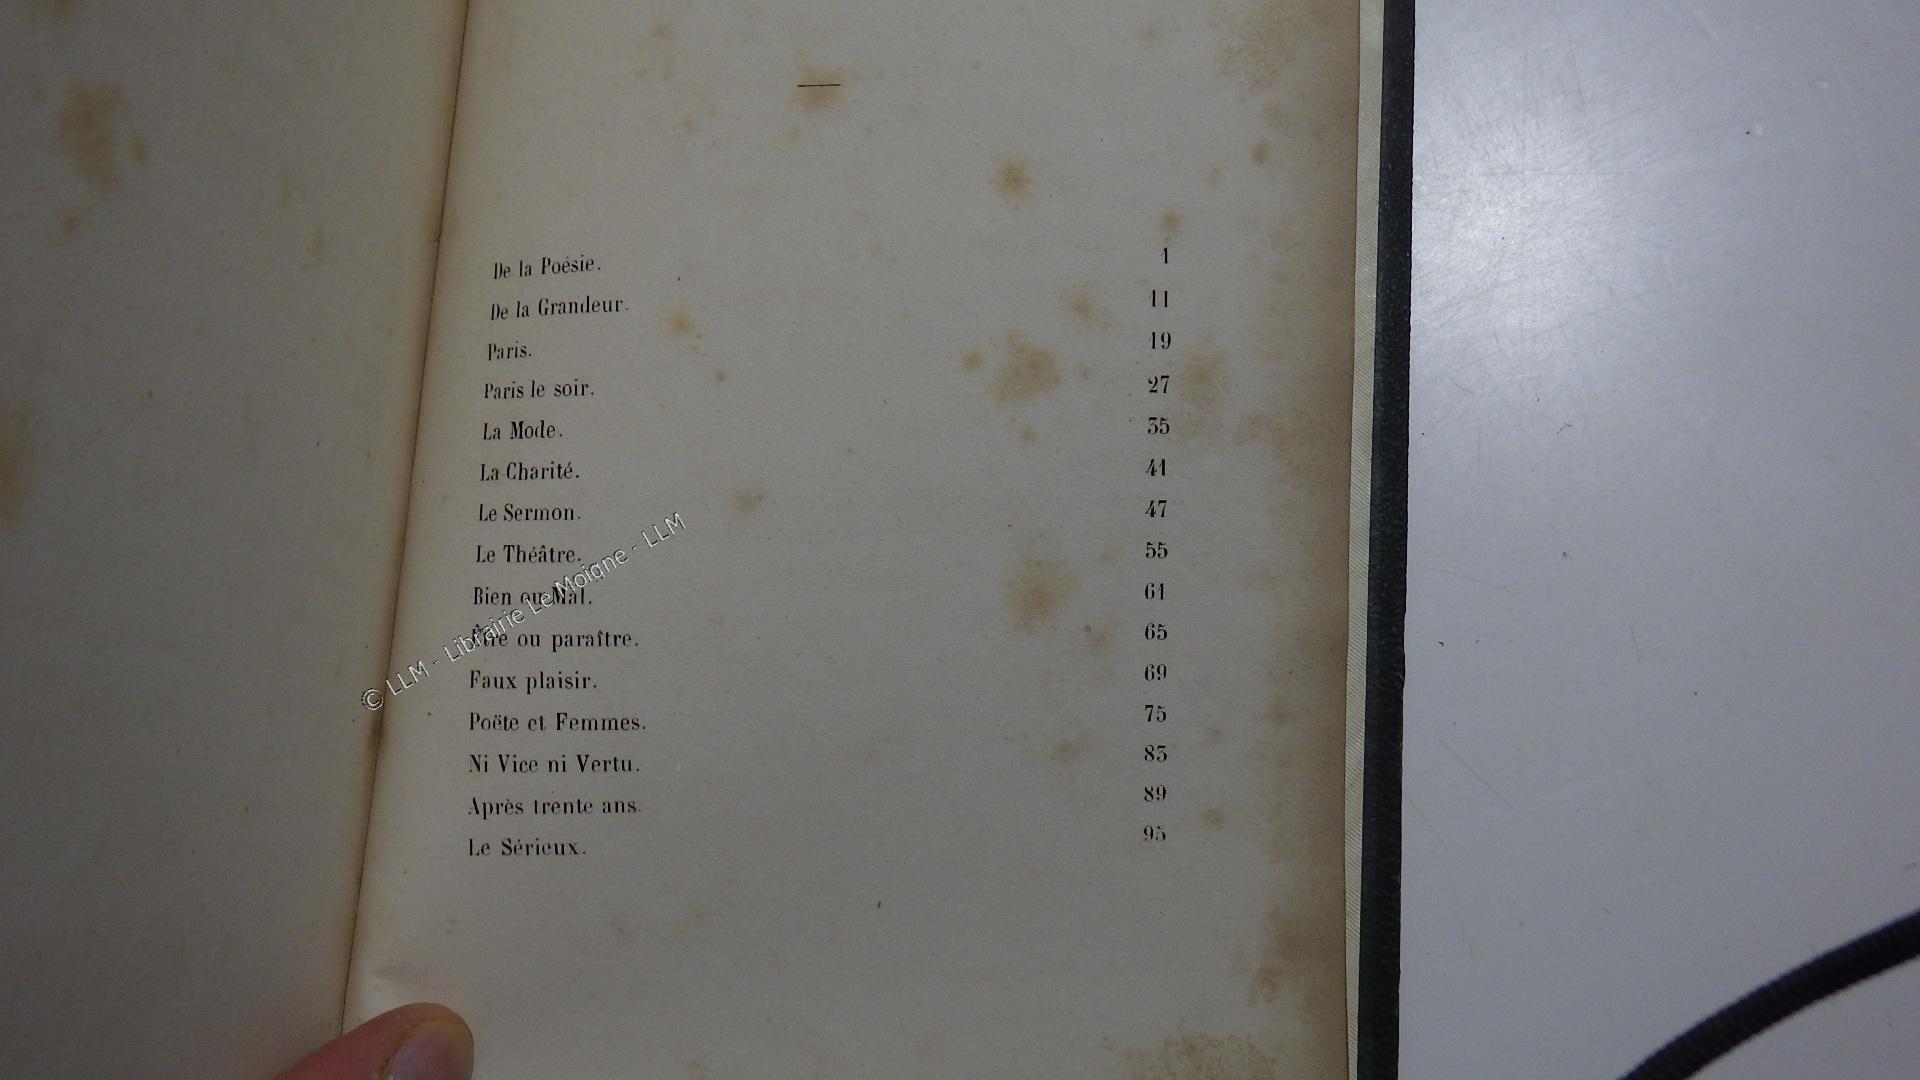 De la Poésie. 1
De la Grandeur. 11
Paris. 19
Paris le soir. 27
La Mode. 35
La Charité. 41
Le Sermon. 47
Le Théâtre. 55
Bien ou Mal. 61
Être ou paraître. 65
Faux plaisir. 69
Poëte et Femmes. 75
Ni Vice ni Vertu. 83
Après trente ans. 89
Le Sérieux. 95
© LLM - Librairie Le Moigne - LLM